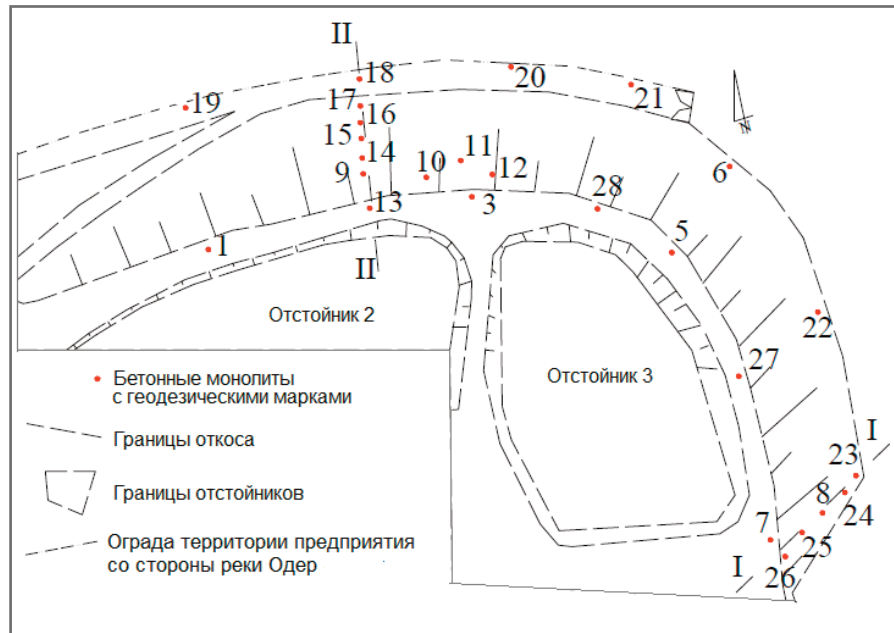 II
18
20
19
17
21
16
15
11
14
6
9
10
12
28
13
3
1
5
II
22
Отстойник 2
27
Отстойник 3
Бетонные монолиты
с геодезическими марками
Границы откоса
I
23
8
24
Границы отстойников
7
25
Ограда территории предприятия
со стороны реки Одер
I
26
N